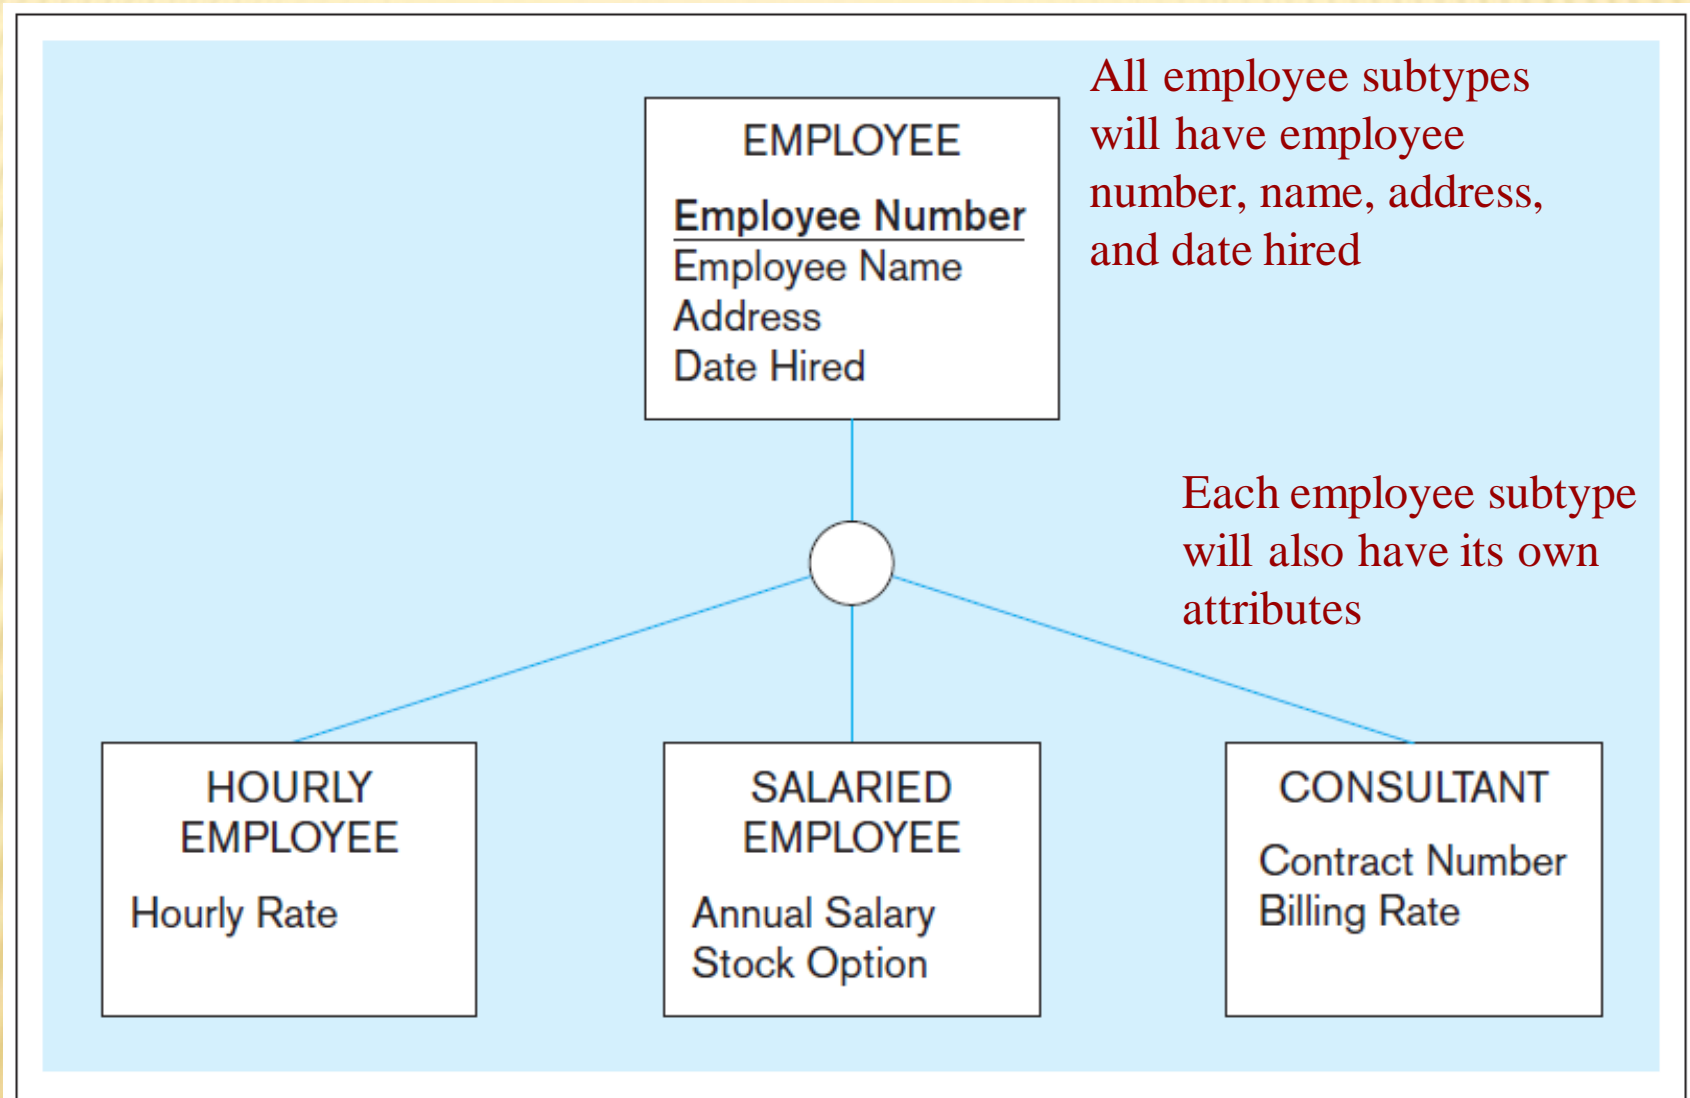 EMPLOYEE
Employee Number
Employee Name
Address
Date Hired
All employee subtypes
will have employee
number, name, address,
and date hired
Each employee subtype
will also have its own
attributes
HOURLY
EMPLOYEE
Hourly Rate
SALARIED
EMPLOYEE
Annual Salary
Stock Option
CONSULTANT
Contract Number
Billing Rate